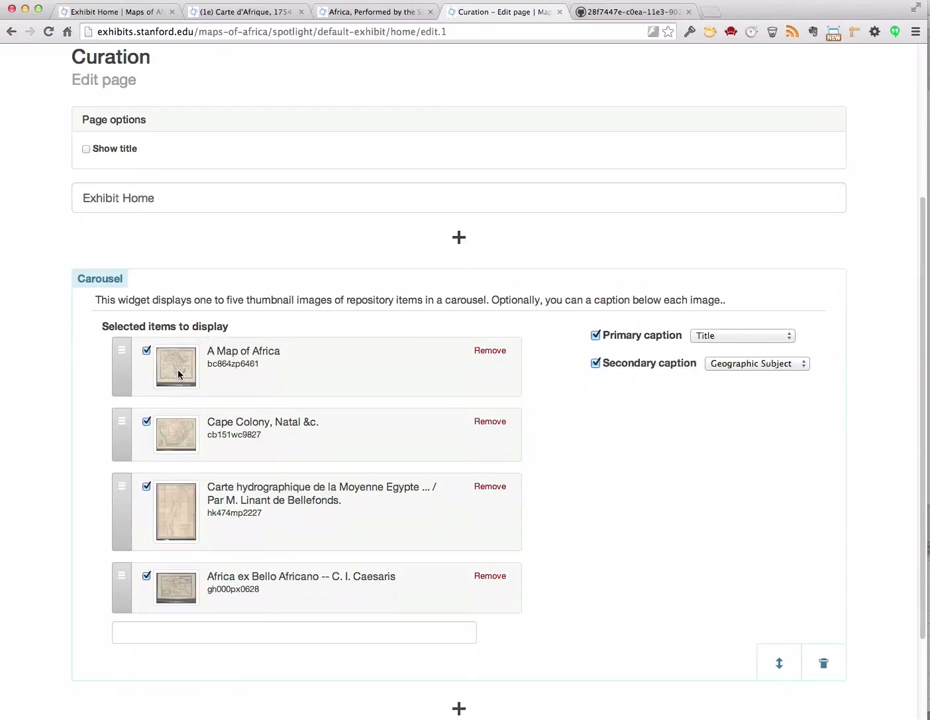 Exhibit Home | Maps of Af
(1e) Carte d'Afrique, 1754
Africa, Performed by the S
Curation – Edit page | Map
28f7447e-c0ea-11e3-902
exhibits.stanford.edu/maps-of-africa/spotlight/default-exhibit/home/edit.1
NEW
Curation
Edit page
Page options
Show title
Exhibit Home
Carousel
This widget displays one to five thumbnail images of repository items in a carousel. Optionally, you can a caption below each image..
Selected items to display
A Map of Africa
Remove
bc864zp6461
Cape Colony, Natal &c.
Remove
cb151wc9827
Carte hydrographique de la Moyenne Egypte ... /
Par M. Linant de Bellefonds.
Remove
hk474mp2227
Africa ex Bello Africano -- C. I. Caesaris
Remove
gh000px0628
Primary caption
Title
Secondary caption
Geographic Subject